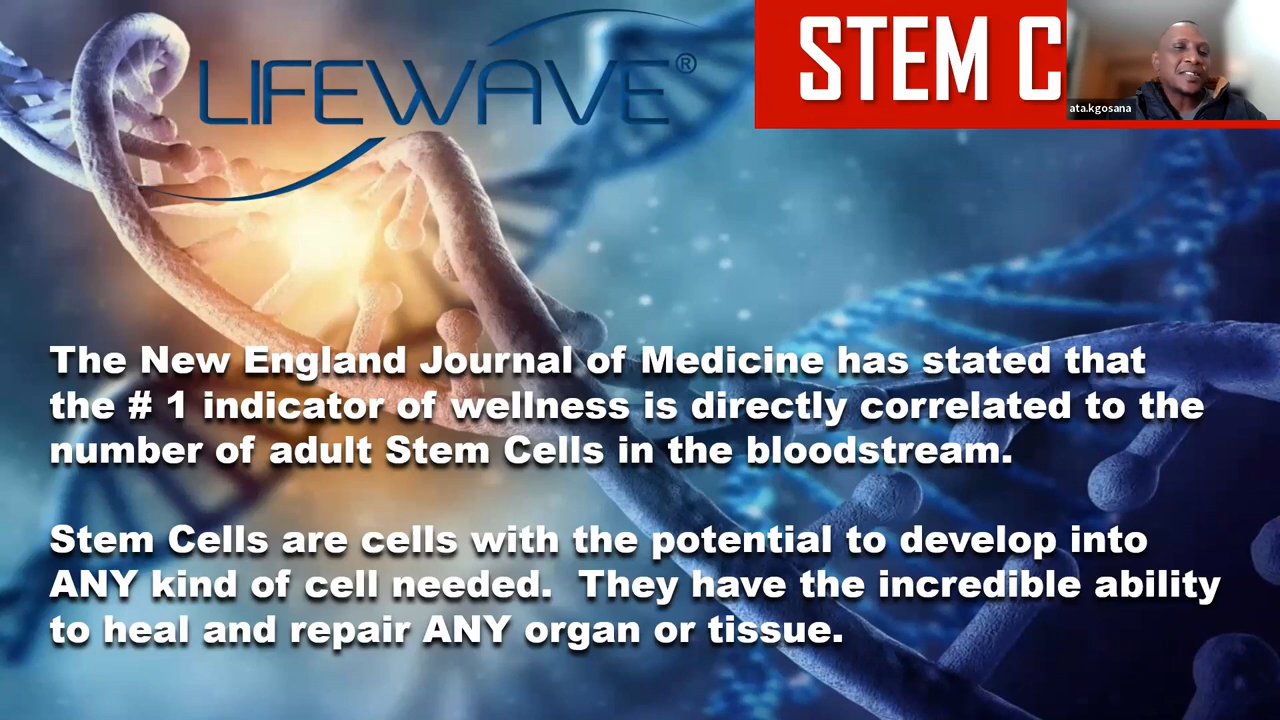 LIFEWAVE®
STEM C
ata.kgosana
The New England Journal of Medicine has stated that
the # 1 indicator of wellness is directly correlated to the
number of adult Stem Cells in the bloodstream.
Stem Cells are cells with the potential to develop into
ANY kind of cell needed.  They have the incredible ability
to heal and repair ANY organ or tissue.